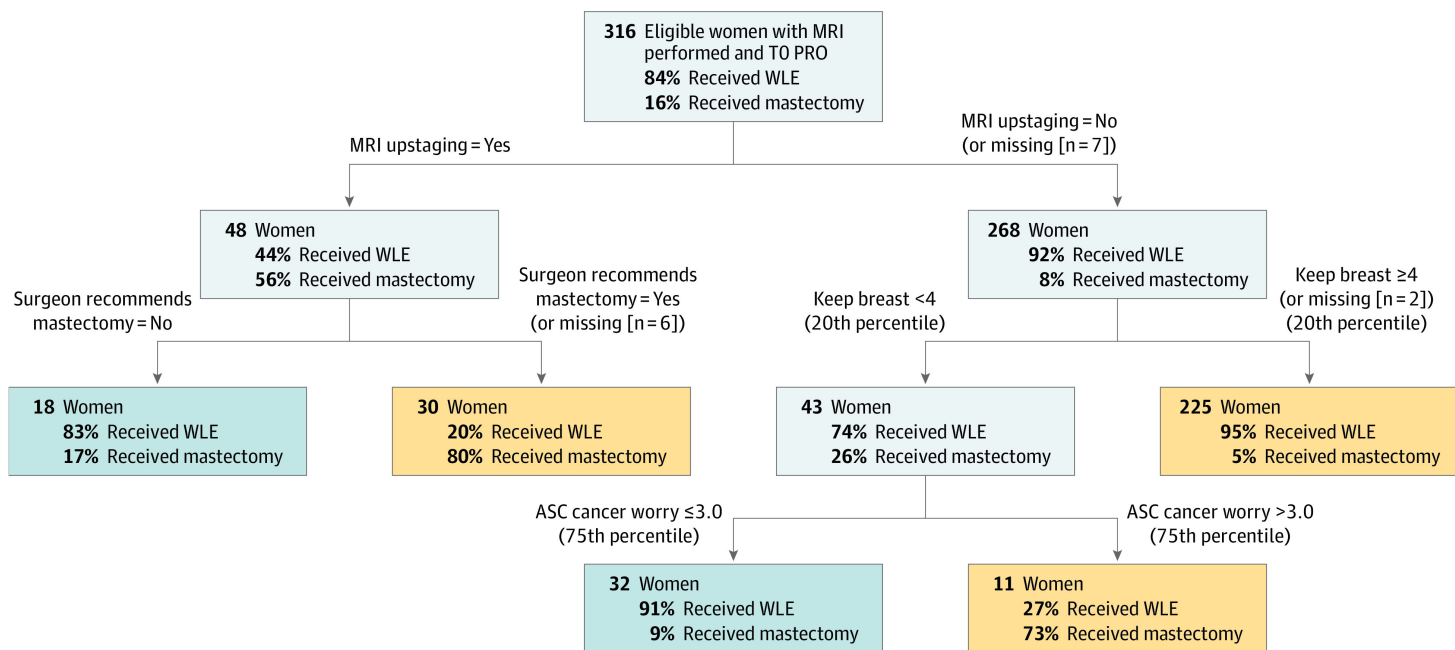 316 Eligible women with MRI
performed and T0 PRO
84% Received WLE
16% Received mastectomy
MRI upstaging = Yes
MRI upstaging = No
(or missing [n = 7])
48 Women
44% Received WLE
56% Received mastectomy
268 Women
92% Received WLE
8% Received mastectomy
Surgeon recommends
mastectomy = No
Surgeon recommends
mastectomy = Yes
(or missing [n = 6])
Keep breast <4
(20th percentile)
Keep breast ≥4
(or missing [n = 2])
(20th percentile)
18 Women
83% Received WLE
17% Received mastectomy
30 Women
20% Received WLE
80% Received mastectomy
43 Women
74% Received WLE
26% Received mastectomy
225 Women
95% Received WLE
5% Received mastectomy
ASC cancer worry ≤3.0
(75th percentile)
ASC cancer worry >3.0
(75th percentile)
32 Women
91% Received WLE
9% Received mastectomy
11 Women
27% Received WLE
73% Received mastectomy